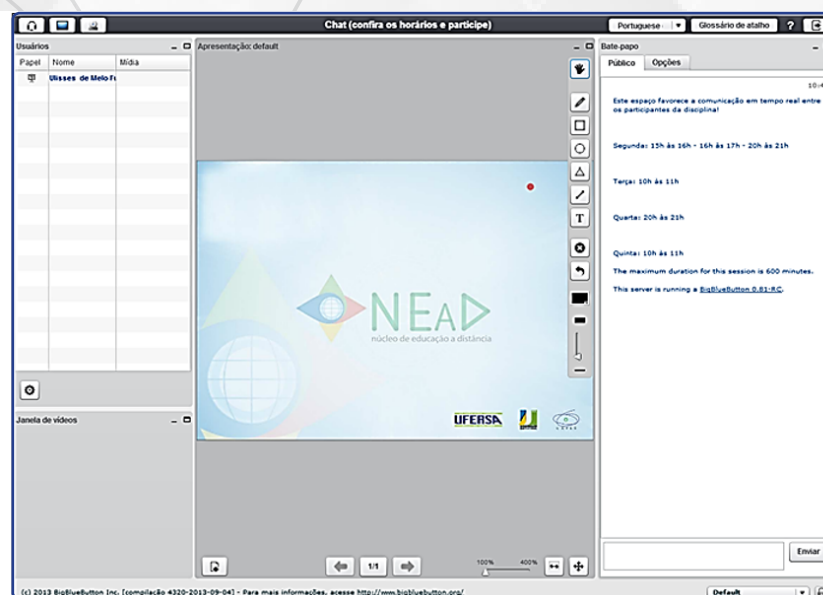 Chat (confira os horários e participe)
Portuguese
Glossário de atalho
?
Usuários
Papel Nome Mídia
Ulisses de Melo Fu
Janela de vídeos
Apresentação: default
NEAD
núcleo de educação a distância
UFERSA
T
1/1
100% 400%
Bate-papo
Público Opções
10:4
Este espaço favorece a comunicação em tempo real entre
os participantes da disciplina!
Segunda: 15h às 16h - 16h às 17h - 20h às 21h
Terça: 10h às 11h
Quarta: 20h às 21h
Quinta: 10h às 11h
The maximum duration for this session is 600 minutes.
This server is running a BigBlueButton 0.81-RC.
Enviar
(c) 2013 BigBlueButton Inc. [compilação 4320-2013-09-04] - Para mais informações, acesse http://www.bigbluebutton.org/
Default